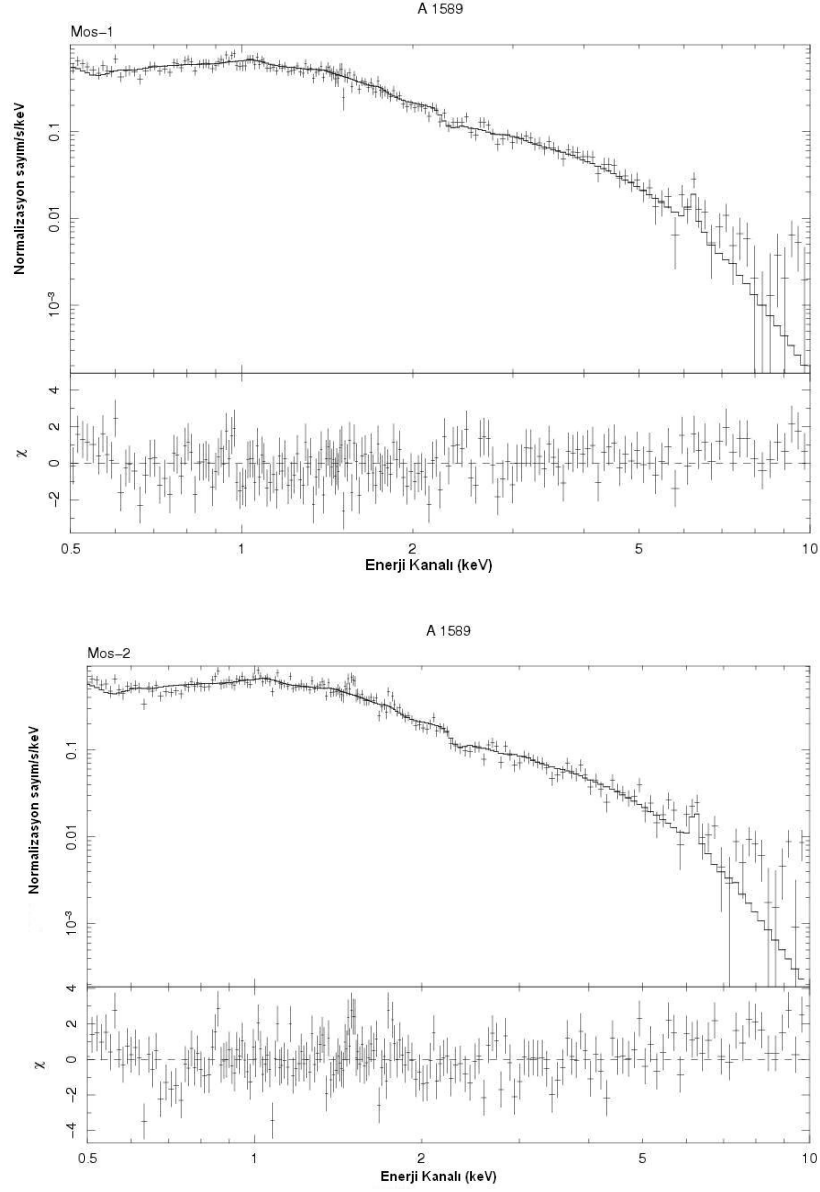 A 1589
Mos−1
Normalizasyon sayım/s/keV
0.1
0.01
10⁻³
χ
4
2
0
−2
0.5 1 2 5 10
Enerji Kanalı (keV)
A 1589
Mos−2
Normalizasyon sayım/s/keV
0.1
0.01
10⁻³
χ
4
2
0
−2
−4
0.5 1 2 5 10
Enerji Kanalı (keV)